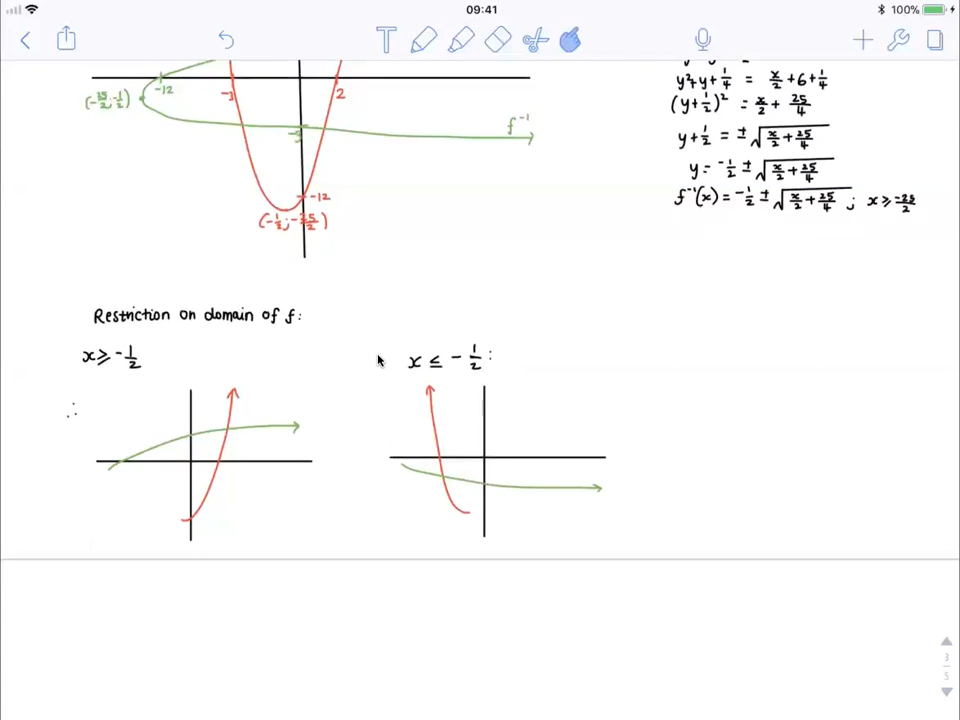 09:41
100%
T
y²+y+¼ = x/2 + 6 + ¼
(y+½)² = x/2 + 25/4
y+½ = ±√(x/2 + 25/4)
y = -½ ± √(x/2 + 25/4)
f⁻¹(x) = -½ ± √(x/2 + 25/4) ; x ≥ -25/2
(-25/2; -½)
-12
-3
2
f⁻¹
-12
(-½; -25/2)
Restriction on domain of f:
x ≥ -½
x ≤ -½ :
∴
3
5